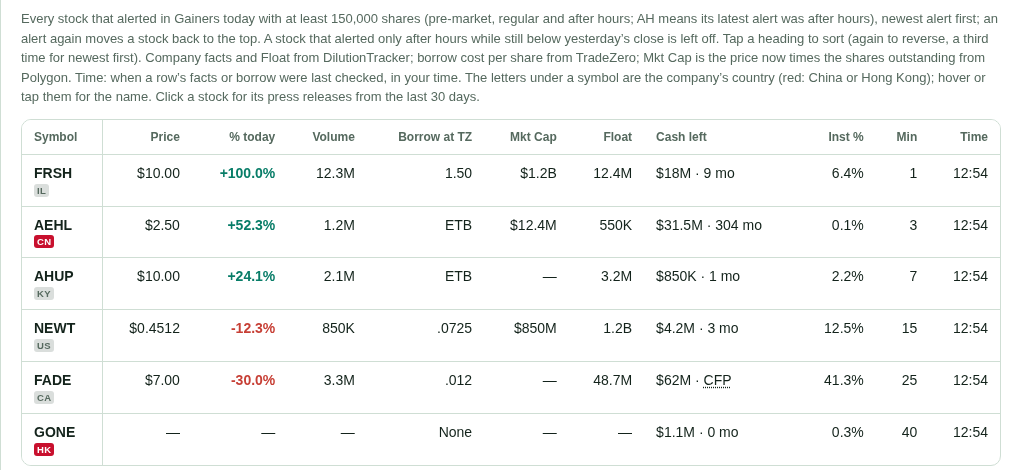 Every stock that alerted in Gainers today with at least 150,000 shares (pre-market, regular and after hours; AH means its latest alert was after hours), newest alert first; an
alert again moves a stock back to the top. A stock that alerted only after hours while still below yesterday's close is left off. Tap a heading to sort (again to reverse, a third
time for newest first). Company facts and Float from DilutionTracker; borrow cost per share from TradeZero; Mkt Cap is the price now times the shares outstanding from
Polygon. Time: when a row's facts or borrow were last checked, in your time. The letters under a symbol are the company's country (red: China or Hong Kong); hover or
tap them for the name. Click a stock for its press releases from the last 30 days.
Symbol Price % today Volume Borrow at TZ Mkt Cap Float Cash left Inst % Min Time
FRSH $10.00 +100.0% 12.3M 1.50 $1.2B 12.4M $18M · 9 mo 6.4% 1 12:54
IL
AEHL $2.50 +52.3% 1.2M ETB $12.4M 550K $31.5M · 304 mo 0.1% 3 12:54
CN
AHUP $10.00 +24.1% 2.1M ETB — 3.2M $850K · 1 mo 2.2% 7 12:54
KY
NEWT $0.4512 -12.3% 850K .0725 $850M 1.2B $4.2M · 3 mo 12.5% 15 12:54
US
FADE $7.00 -30.0% 3.3M .012 — 48.7M $62M · CFP 41.3% 25 12:54
CA
GONE — — — None — — $1.1M · 0 mo 0.3% 40 12:54
HK